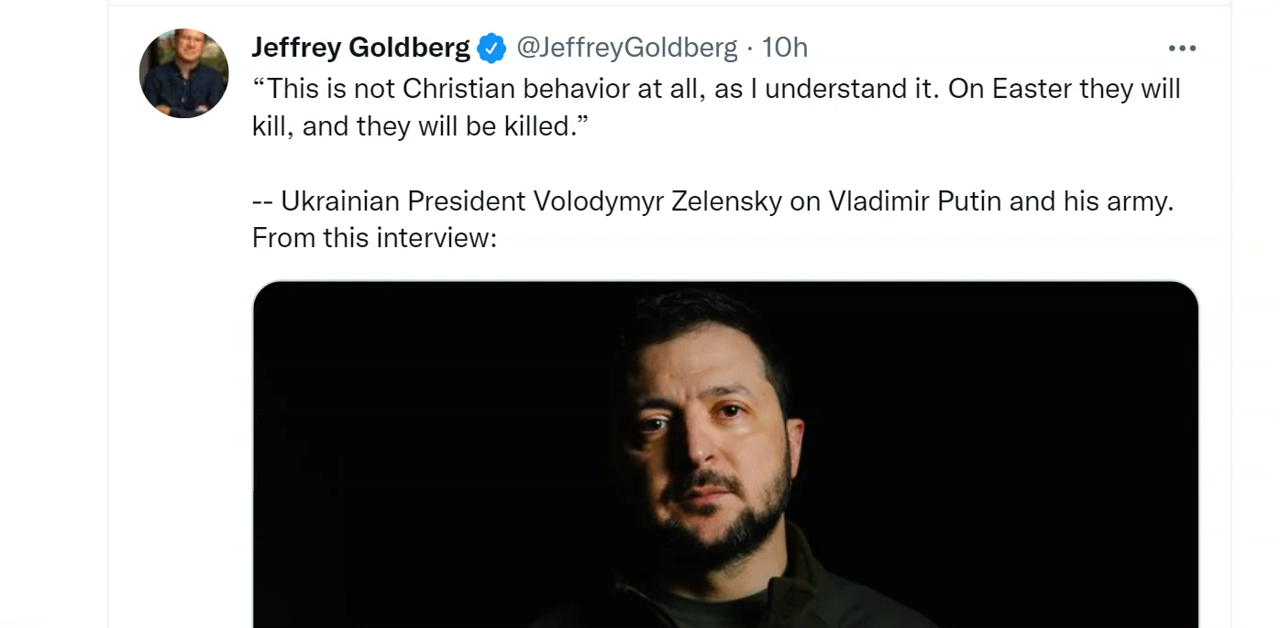 Jeffrey Goldberg @JeffreyGoldberg · 10h
“This is not Christian behavior at all, as I understand it. On Easter they will
kill, and they will be killed.”
-- Ukrainian President Volodymyr Zelensky on Vladimir Putin and his army.
From this interview: